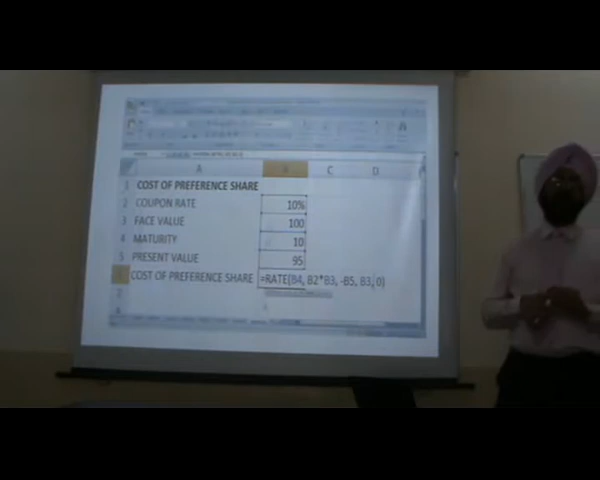 A B C D
1 COST OF PREFERENCE SHARE
2 COUPON RATE 10%
3 FACE VALUE 100
4 MATURITY 10
5 PRESENT VALUE 95
COST OF PREFERENCE SHARE =RATE(B4, B2*B3, -B5, B3, 0)
7